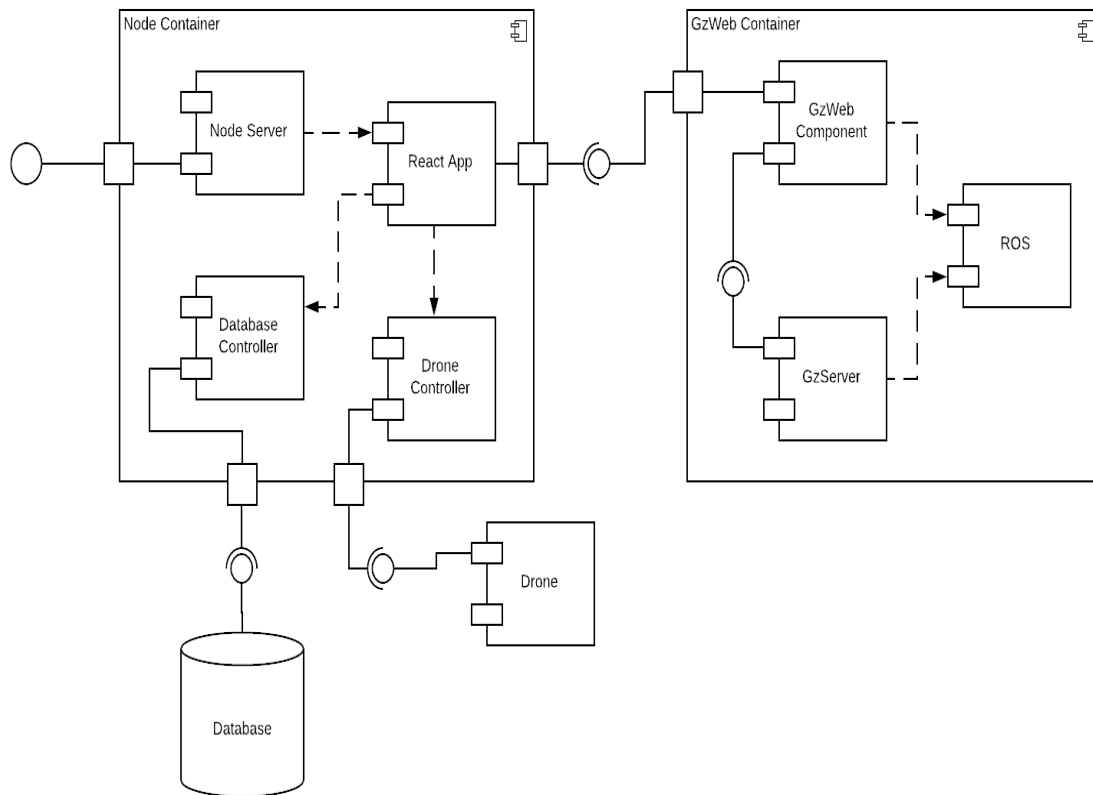 Node Container
GzWeb Container
Node Server
React App
GzWeb
Component
ROS
Database
Controller
Drone
Controller
GzServer
Drone
Database